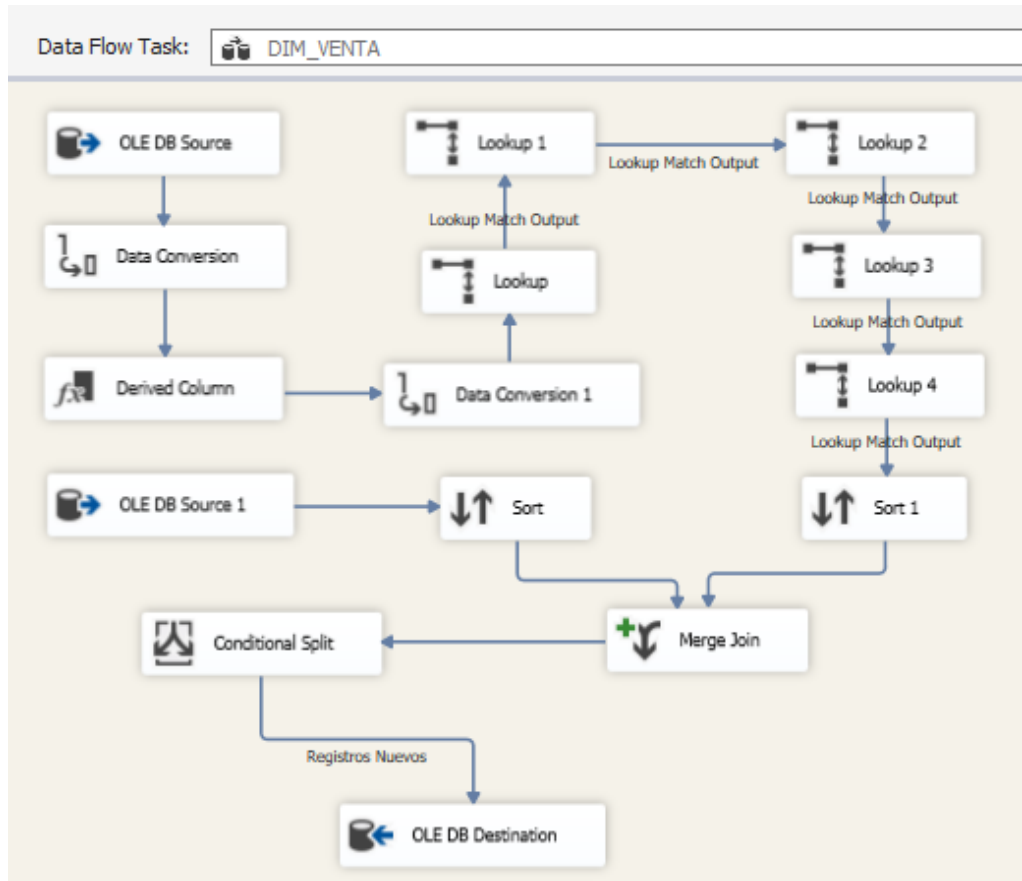 Data Flow Task: DIM_VENTA
OLE DB Source
Lookup 1
Lookup Match Output
Lookup 2
Lookup Match Output
Lookup Match Output
Data Conversion
Lookup
Lookup 3
Lookup Match Output
Derived Column
Data Conversion 1
Lookup 4
Lookup Match Output
OLE DB Source 1
Sort
Sort 1
Conditional Split
Merge Join
Registros Nuevos
OLE DB Destination